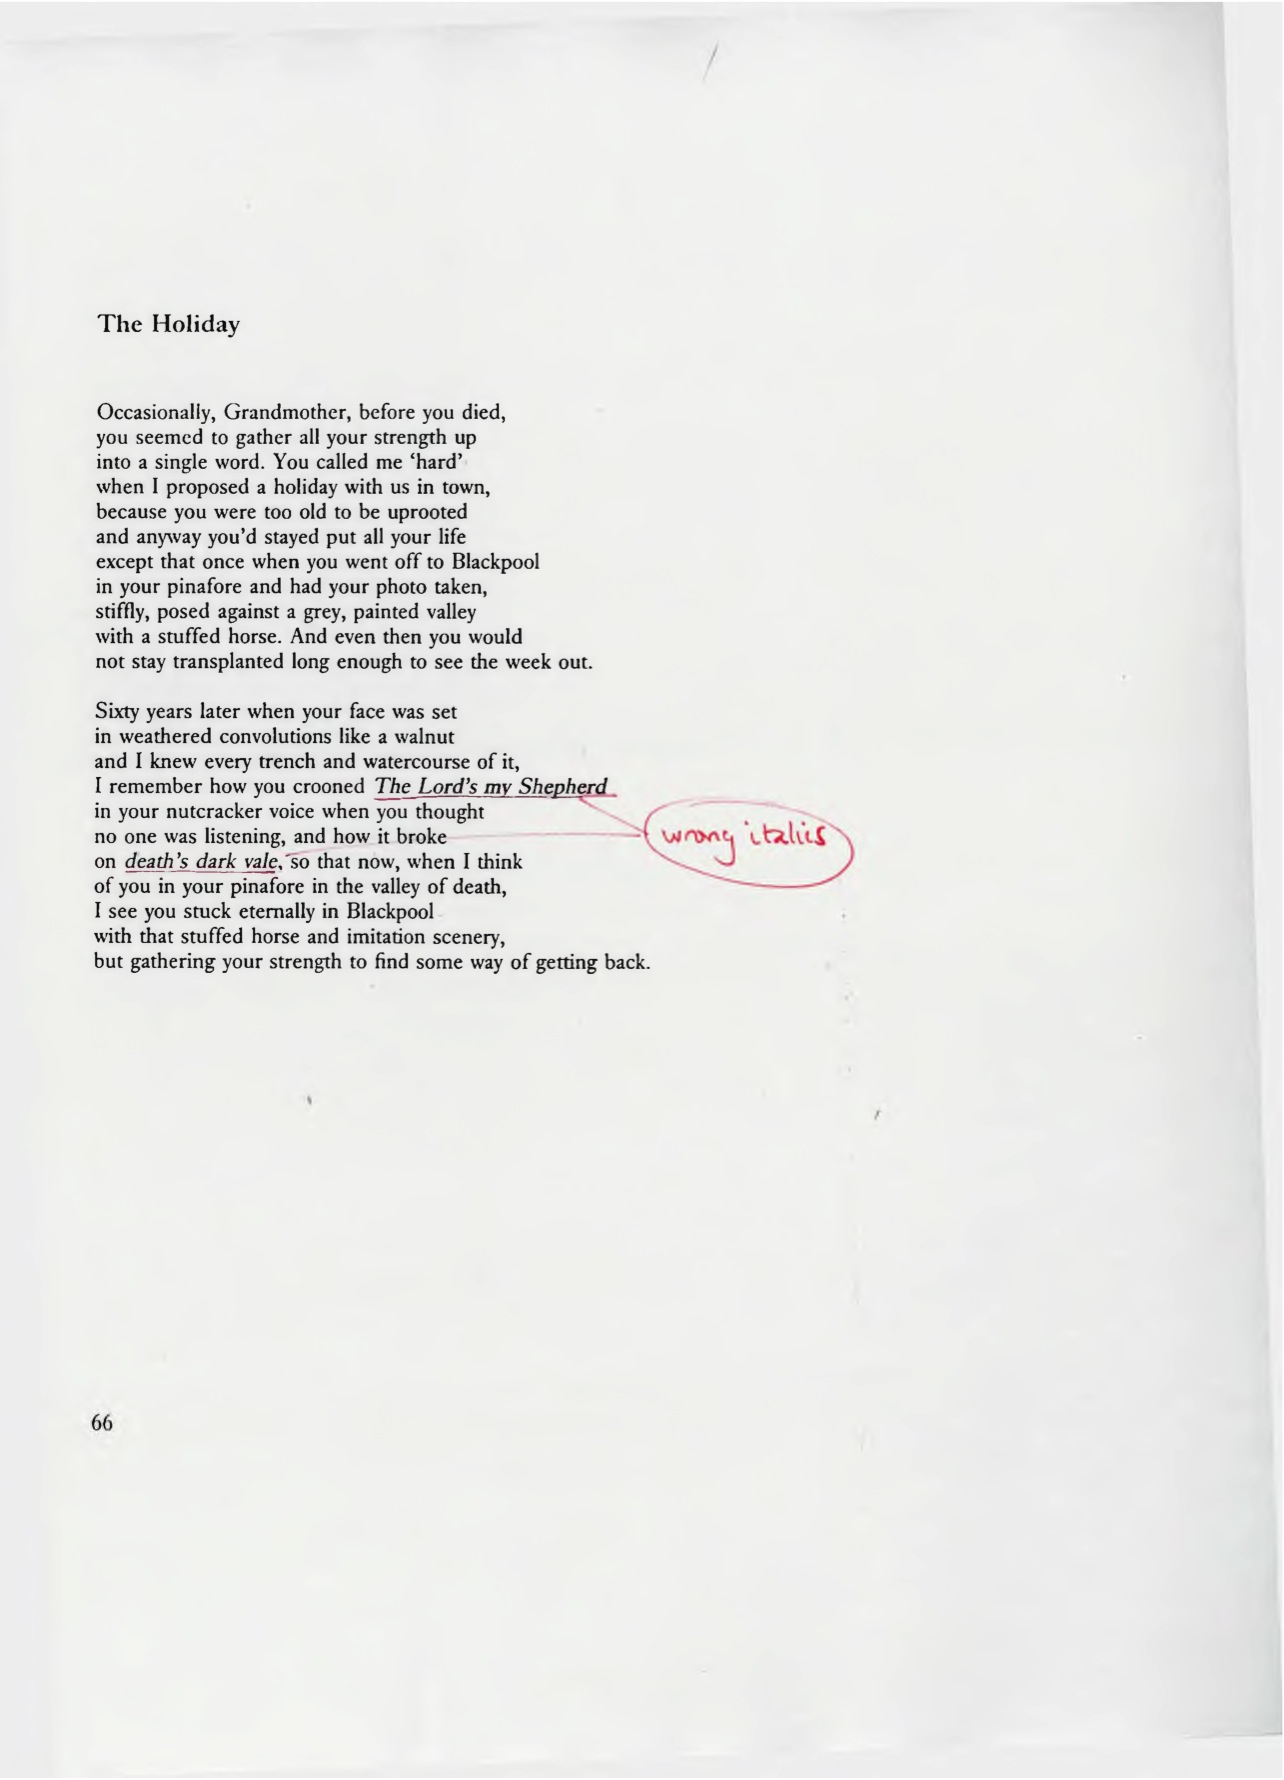 The Holiday
Occasionally, Grandmother, before you died,
you seemed to gather all your strength up
into a single word. You called me ‘hard’
when I proposed a holiday with us in town,
because you were too old to be uprooted
and anyway you’d stayed put all your life
except that once when you went off to Blackpool
in your pinafore and had your photo taken,
stiffly, posed against a grey, painted valley
with a stuffed horse. And even then you would
not stay transplanted long enough to see the week out.
Sixty years later when your face was set
in weathered convolutions like a walnut
and I knew every trench and watercourse of it,
I remember how you crooned The Lord’s my Shepherd
in your nutcracker voice when you thought
no one was listening, and how it broke
on death’s dark vale, so that now, when I think
of you in your pinafore in the valley of death,
I see you stuck eternally in Blackpool
with that stuffed horse and imitation scenery,
but gathering your strength to find some way of getting back.
wrong italics
66